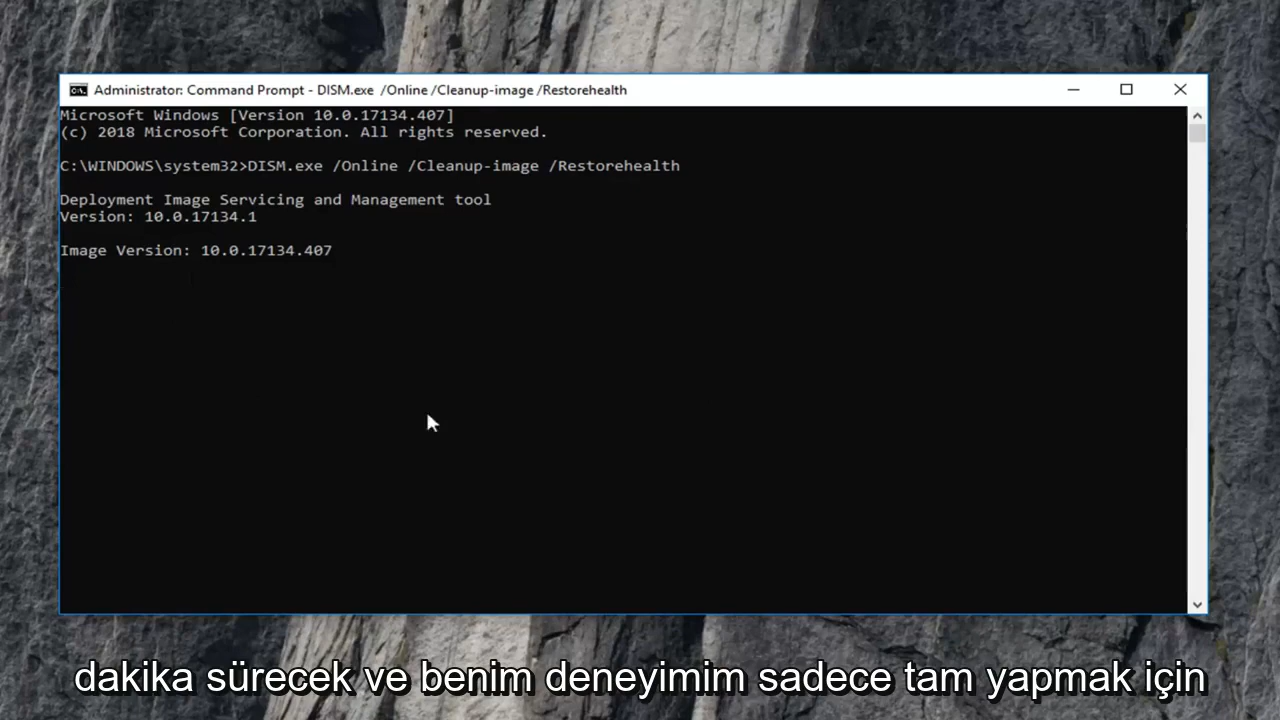 Administrator: Command Prompt - DISM.exe /Online /Cleanup-image /Restorehealth
Microsoft Windows [Version 10.0.17134.407]
(c) 2018 Microsoft Corporation. All rights reserved.
C:\WINDOWS\system32>DISM.exe /Online /Cleanup-image /Restorehealth
Deployment Image Servicing and Management tool
Version: 10.0.17134.1
Image Version: 10.0.17134.407
dakika sürecek ve benim deneyimim sadece tam yapmak için